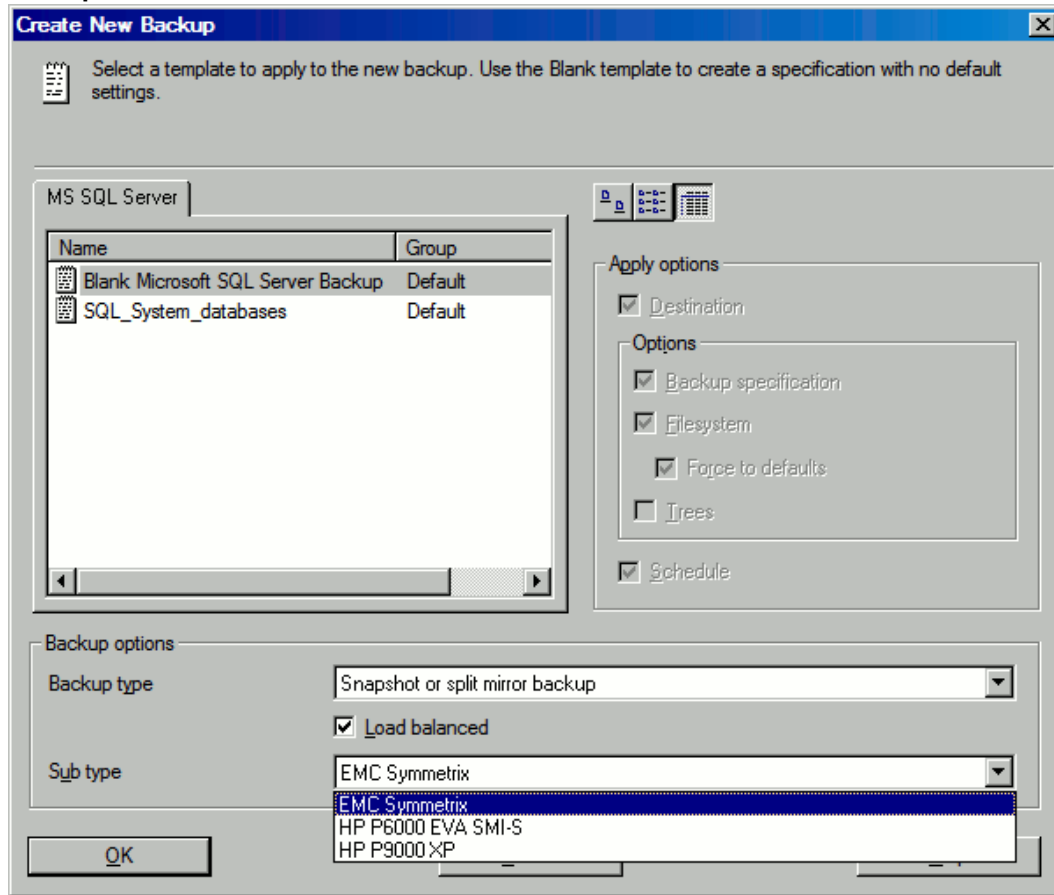 Create New Backup
Select a template to apply to the new backup. Use the Blank template to create a specification with no default
settings.
MS SQL Server
Name Group
Blank Microsoft SQL Server Backup Default
SQL_System_databases Default
Apply options
Destination
Options
Backup specification
Filesystem
Force to defaults
Trees
Schedule
Backup options
Backup type Snapshot or split mirror backup
Load balanced
Sub type EMC Symmetrix
EMC Symmetrix
HP P6000 EVA SMI-S
HP P9000 XP
OK